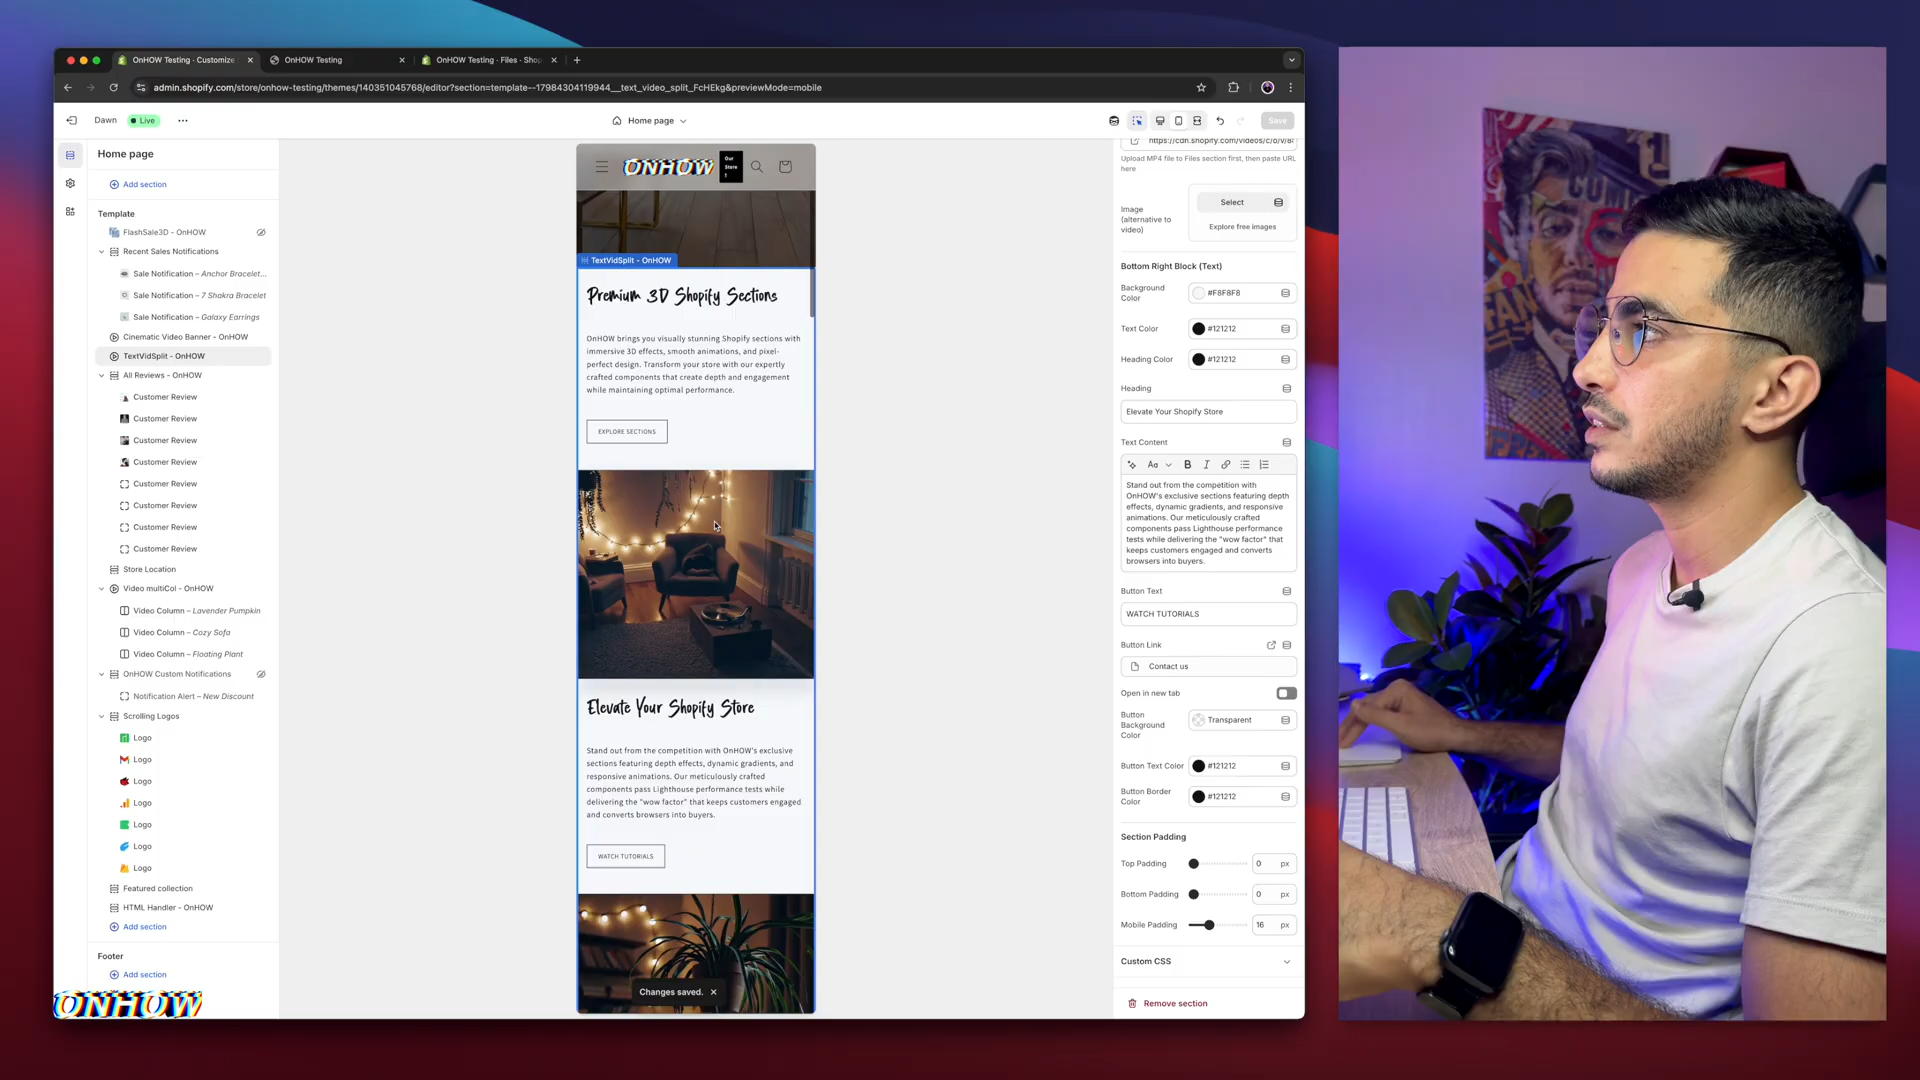 OnHOW Testing · Customize
OnHOW Testing
OnHOW Testing · Files · Shop
admin.shopify.com/store/onhow-testing/themes/140351045768/editor?section=template--17984304119944__text_video_split_FcHEkg&previewMode=mobile
Dawn
Live
Home page
Save
Home page
Add section
Template
FlashSale3D - OnHOW
Recent Sales Notifications
Sale Notification – Anchor Bracelet...
Sale Notification – 7 Shakra Bracelet
Sale Notification – Galaxy Earrings
Cinematic Video Banner - OnHOW
TextVidSplit - OnHOW
All Reviews - OnHOW
Customer Review
Customer Review
Customer Review
Customer Review
Customer Review
Customer Review
Customer Review
Customer Review
Store Location
Video multiCol - OnHOW
Video Column – Lavender Pumpkin
Video Column – Cozy Sofa
Video Column – Floating Plant
OnHOW Custom Notifications
Notification Alert – New Discount
Scrolling Logos
Logo
Logo
Logo
Logo
Logo
Logo
Logo
Featured collection
HTML Handler - OnHOW
Add section
Footer
Add section
ONHOW
ONHOW
Our
Store
!
TextVidSplit - OnHOW
Premium 3D Shopify Sections
OnHOW brings you visually stunning Shopify sections with
immersive 3D effects, smooth animations, and pixel-
perfect design. Transform your store with our expertly
crafted components that create depth and engagement
while maintaining optimal performance.
EXPLORE SECTIONS
Elevate Your Shopify Store
Stand out from the competition with OnHOW's exclusive
sections featuring depth effects, dynamic gradients, and
responsive animations. Our meticulously crafted
components pass Lighthouse performance tests while
delivering the "wow factor" that keeps customers engaged
and converts browsers into buyers.
WATCH TUTORIALS
Changes saved.
https://cdn.shopify.com/videos/c/o/v/8
Upload MP4 file to Files section first, then paste URL
here
Image
(alternative to
video)
Select
Explore free images
Bottom Right Block (Text)
Background
Color
#F8F8F8
Text Color
#121212
Heading Color
#121212
Heading
Elevate Your Shopify Store
Text Content
Aa
B
I
Stand out from the competition with
OnHOW's exclusive sections featuring depth
effects, dynamic gradients, and responsive
animations. Our meticulously crafted
components pass Lighthouse performance
tests while delivering the "wow factor" that
keeps customers engaged and converts
browsers into buyers.
Button Text
WATCH TUTORIALS
Button Link
Contact us
Open in new tab
Button
Background
Color
Transparent
Button Text Color
#121212
Button Border
Color
#121212
Section Padding
Top Padding
0 px
Bottom Padding
0 px
Mobile Padding
16 px
Custom CSS
Remove section